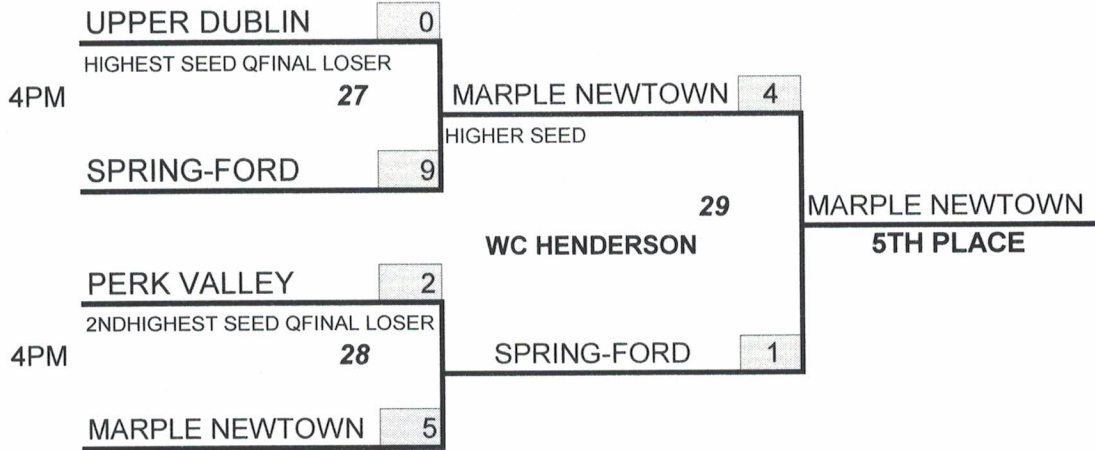 UPPER DUBLIN 0
HIGHEST SEED QFINAL LOSER
4PM 27
SPRING-FORD 9
MARPLE NEWTOWN 4
HIGHER SEED
29
WC HENDERSON
MARPLE NEWTOWN
5TH PLACE
PERK VALLEY 2
2NDHIGHEST SEED QFINAL LOSER
4PM 28
MARPLE NEWTOWN 5
SPRING-FORD 1